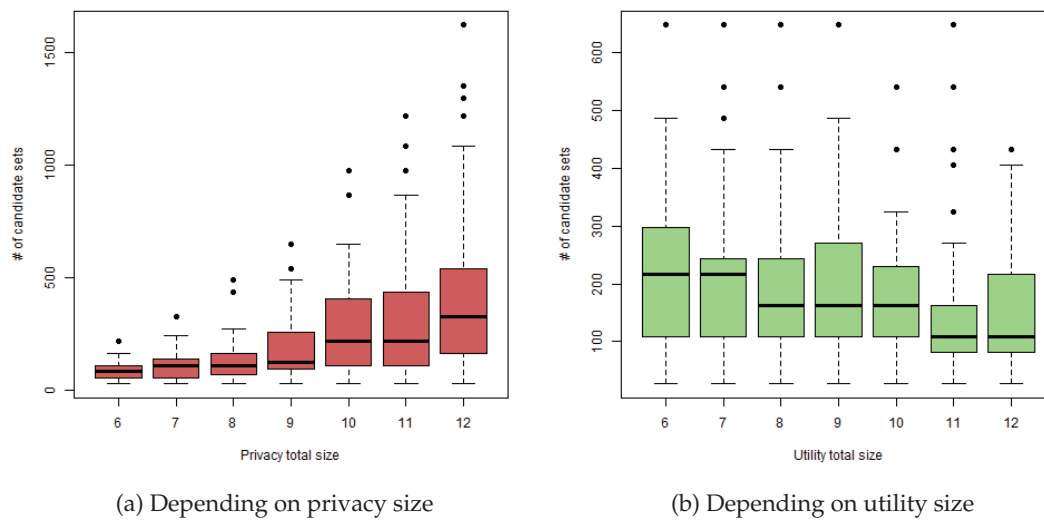 # of candidate sets
1500
1000
500
0
6 7 8 9 10 11 12
Privacy total size
(a) Depending on privacy size
# of candidate sets
600
500
400
300
200
100
6 7 8 9 10 11 12
Utility total size
(b) Depending on utility size